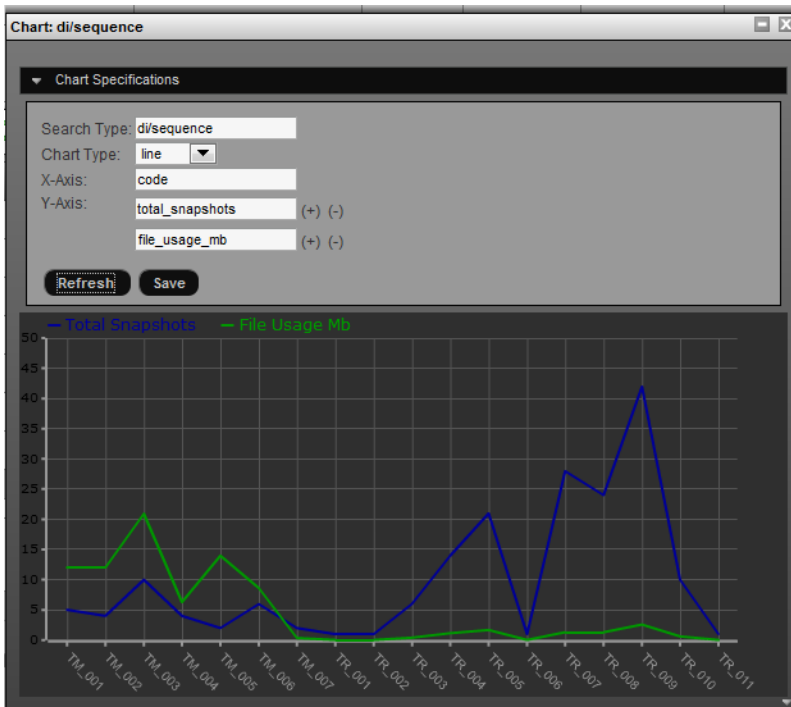 Chart: di/sequence
Chart Specifications
Search Type: di/sequence
Chart Type: line
X-Axis: code
Y-Axis: total_snapshots (+) (-)
file_usage_mb (+) (-)
Refresh Save
Total Snapshots File Usage Mb
50
45
40
35
30
25
20
15
10
5
0
TM_001 TM_002 TM_003 TM_004 TM_005 TM_006 TM_007 TR_001 TR_002 TR_003 TR_004 TR_005 TR_006 TR_007 TR_008 TR_009 TR_010 TR_011